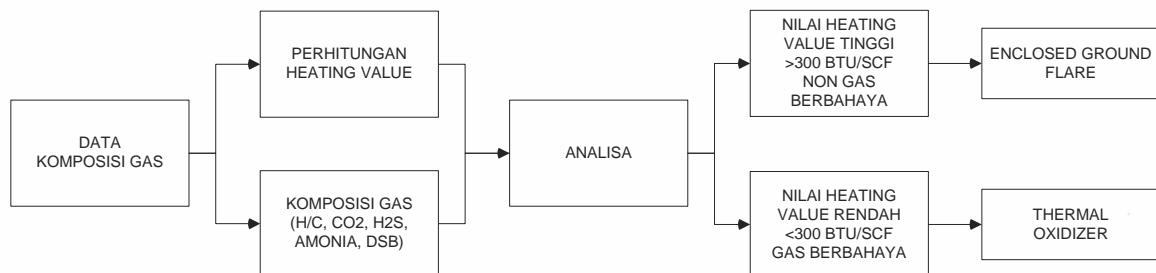 DATA
KOMPOSISI GAS
PERHITUNGAN
HEATING VALUE
KOMPOSISI GAS
(H/C, CO2, H2S,
AMONIA, DSB)
ANALISA
NILAI HEATING
VALUE TINGGI
>300 BTU/SCF
NON GAS
BERBAHAYA
ENCLOSED GROUND
FLARE
NILAI HEATING
VALUE RENDAH
<300 BTU/SCF
GAS BERBAHAYA
THERMAL
OXIDIZER